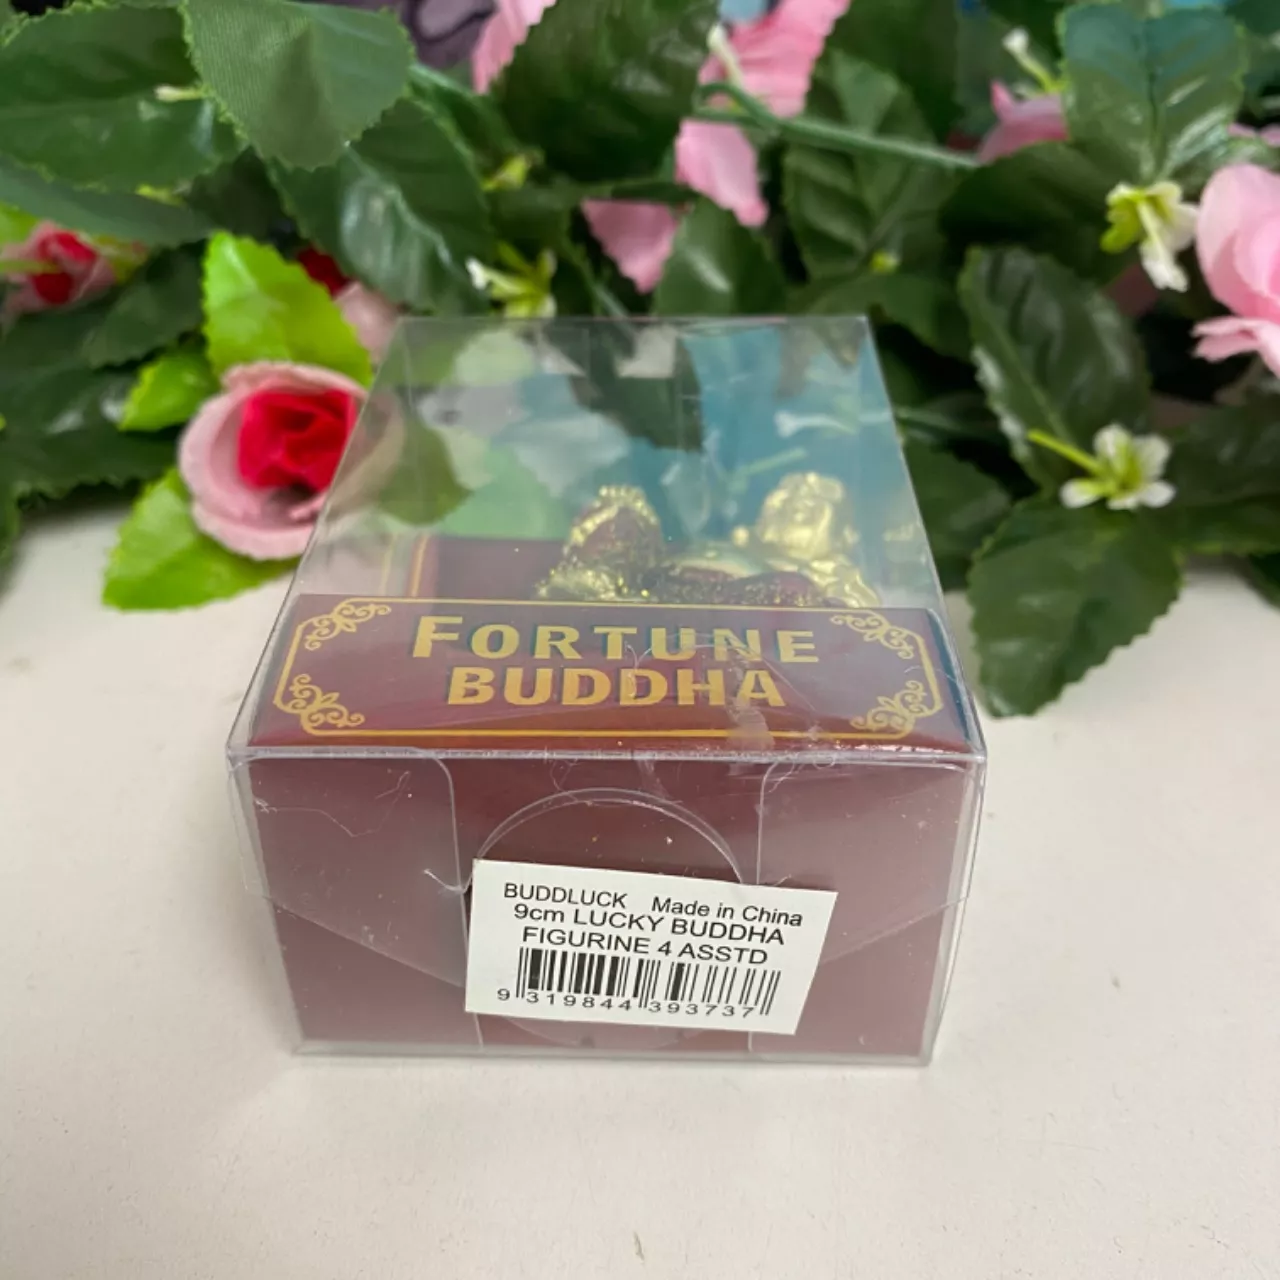 FORTUNE
BUDDHA
BUDDLUCK Made in China
9cm LUCKY BUDDHA
FIGURINE 4 ASSTD
9 319844 393737